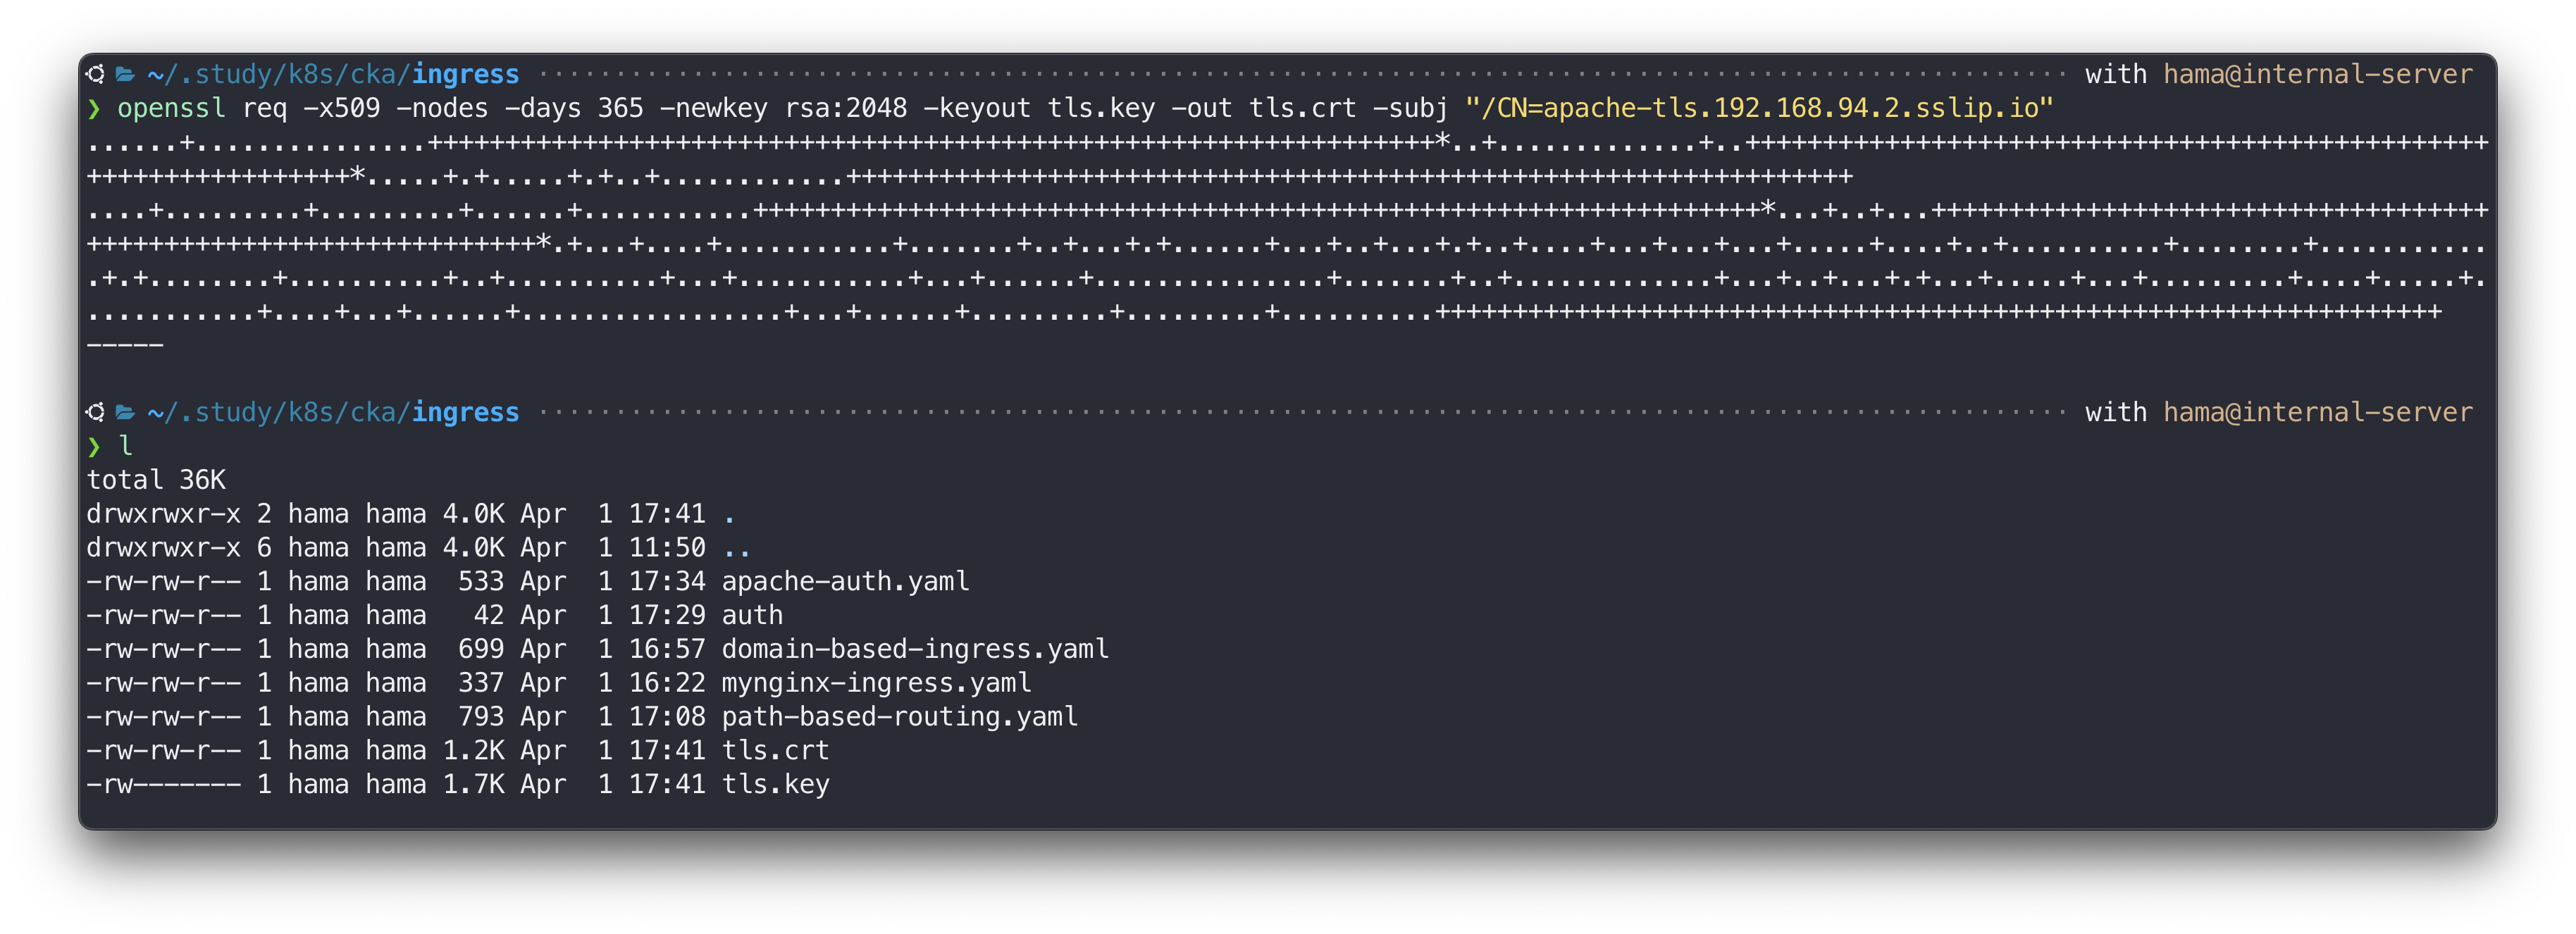 ~/.study/k8s/cka/ingress with hama@internal-server
❯ openssl req -x509 -nodes -days 365 -newkey rsa:2048 -keyout tls.key -out tls.crt -subj "/CN=apache-tls.192.168.94.2.sslip.io"
-----
~/.study/k8s/cka/ingress with hama@internal-server
❯ l
total 36K
drwxrwxr-x 2 hama hama 4.0K Apr  1 17:41 .
drwxrwxr-x 6 hama hama 4.0K Apr  1 11:50 ..
-rw-rw-r-- 1 hama hama  533 Apr  1 17:34 apache-auth.yaml
-rw-rw-r-- 1 hama hama   42 Apr  1 17:29 auth
-rw-rw-r-- 1 hama hama  699 Apr  1 16:57 domain-based-ingress.yaml
-rw-rw-r-- 1 hama hama  337 Apr  1 16:22 mynginx-ingress.yaml
-rw-rw-r-- 1 hama hama  793 Apr  1 17:08 path-based-routing.yaml
-rw-rw-r-- 1 hama hama 1.2K Apr  1 17:41 tls.crt
-rw------- 1 hama hama 1.7K Apr  1 17:41 tls.key